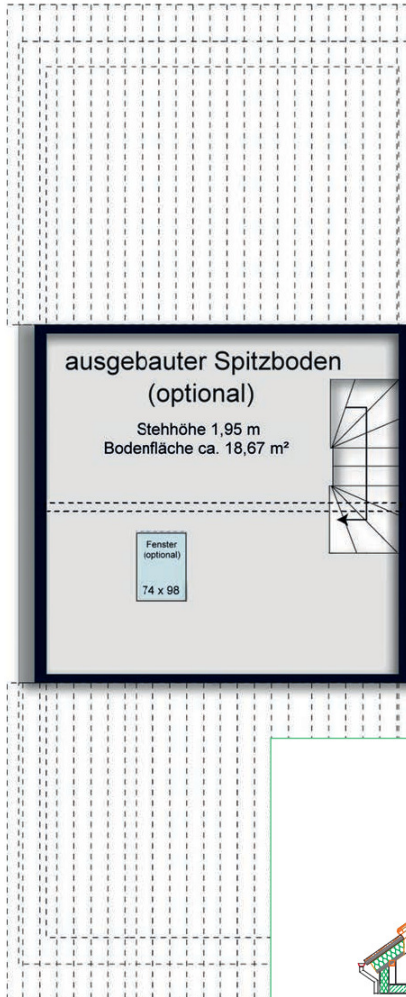 ausgebauter Spitzboden
(optional)
Stehhöhe 1,95 m
Bodenfläche ca. 18,67 m²
Fenster
(optional)
74 x 98